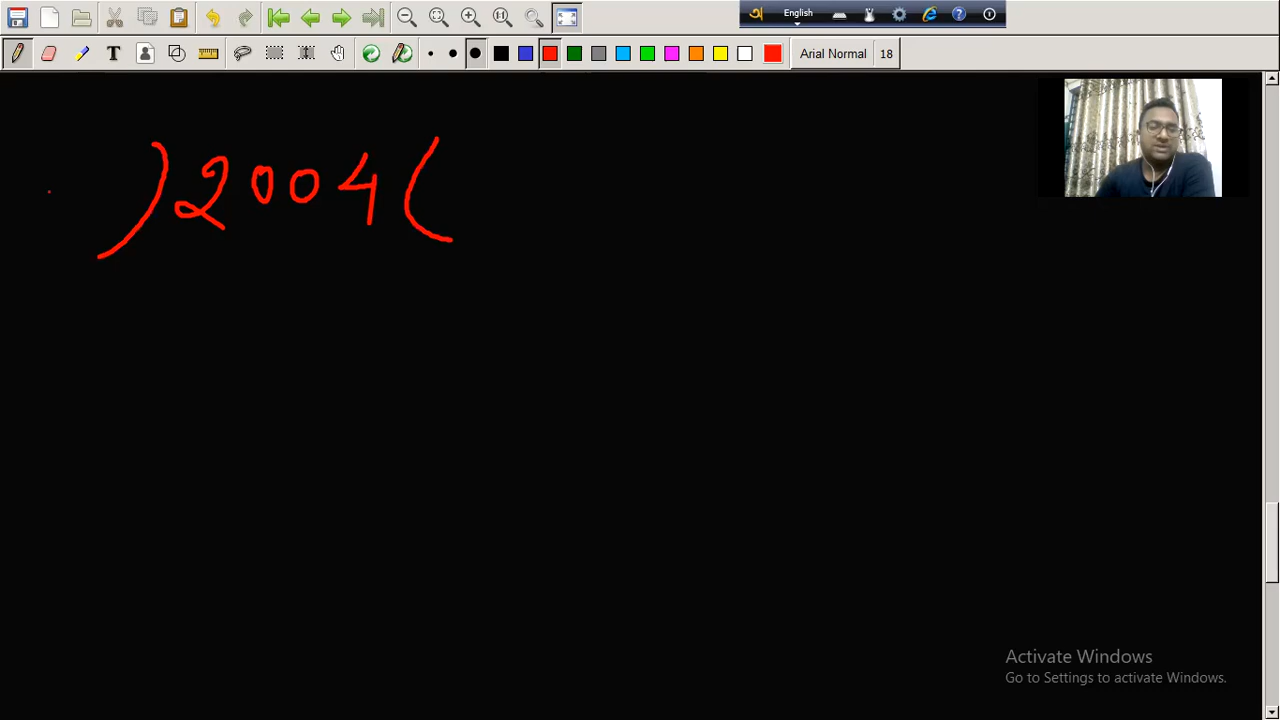 English
Arial Normal 18
)2004(
Activate Windows
Go to Settings to activate Windows.